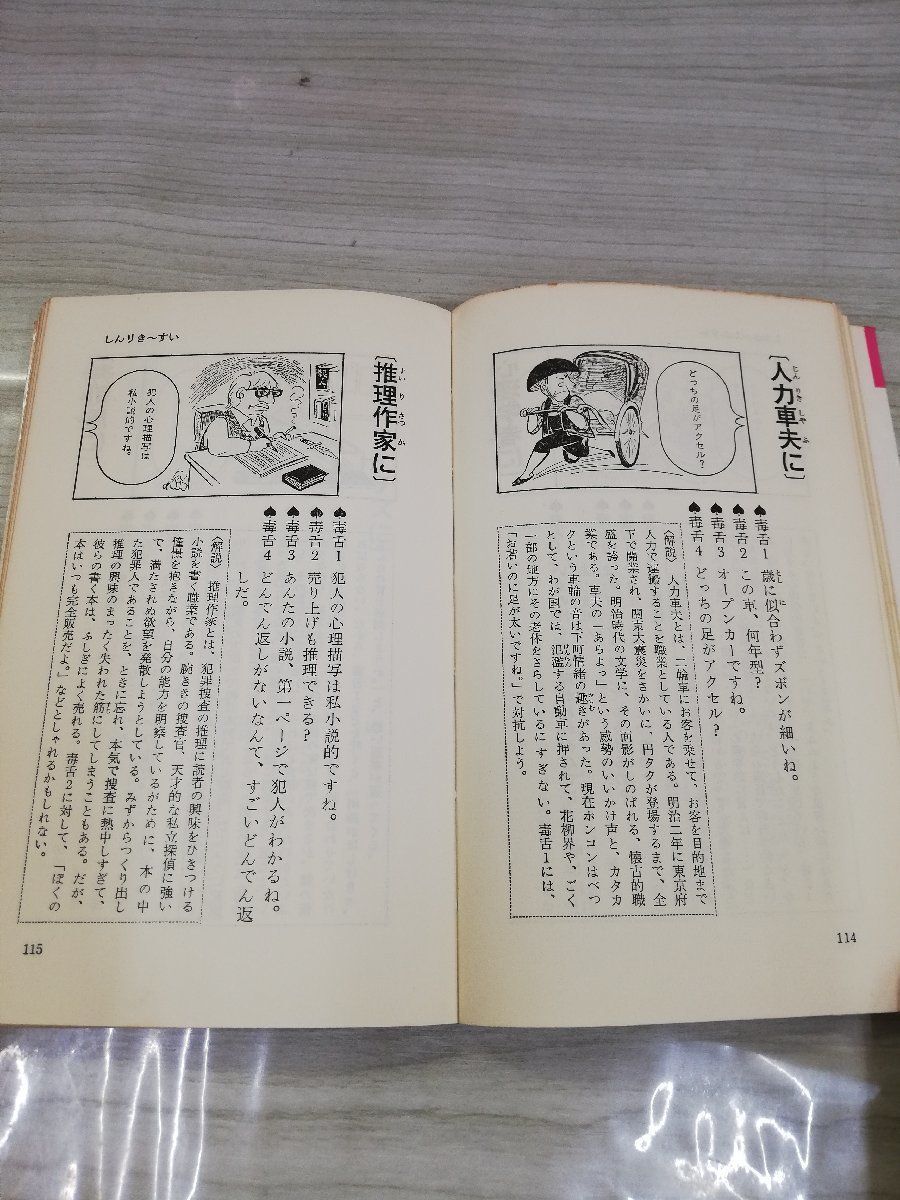 〔人力車夫に〕
じん りき しゃ ふ
どっちの足がアクセル?
♠毒舌1 歳に似合わずズボンが細いね。
とし
♠毒舌2 この車、何年型?
♠毒舌3 オープンカーですね。
♠毒舌4 どっちの足がアクセル?
〈解説〉 人力車夫とは、二輪車にお客を乗せて、お客を目的地まで
人力で運搬することを職業としている人である。明治二年に東京府
下で開業され、関東大震災をさかいに、円タクが登場するまで、全
盛を誇った。明治時代の文学に、その面影がしのばれる、懐古的職
業である。車夫の「あらよっ」という威勢のいいかけ声と、カタカ
タという車輪の音は下町情緒の趣きがあった。現在ホンコンはべつ
として、わが国では、氾濫する自動車に押されて、花柳界や、ごく
一部の地方にその老体をさらしているにすぎない。毒舌1には、
「お若いのに足が太いですね。」で対抗しよう。
114
しんりき〜すい
〔推理作家に〕
すい り さっ か
犯人の心理描写は
私小説的ですね。
♠毒舌1 犯人の心理描写は私小説的ですね。
♠毒舌2 売り上げも推理できる?
♠毒舌3 あんたの小説、第一ページで犯人がわかるね。
♠毒舌4 どんでん返しがないなんて、すごいどんでん返
しだ。
〈解説〉 推理作家とは、犯罪捜査の推理に読者の興味をひきつける
小説を書く職業である。腕ききの捜査官、天才的な私立探偵に強い
憧憬を抱きながら、自分の能力を明察しているがために、本の中
で、満たされぬ欲望を発散しようとしている。みずからつくり出し
た犯罪人であることを、ときに忘れ、本気で捜査に熱中しすぎて、
推理の興味のまったく失われた筋にしてしまうこともある。だが、
彼らの書く本は、ふしぎによく売れる。毒舌2に対して、「ぼくの
本はいつも完全販売だよ。」などとしゃれるかもしれない。
115